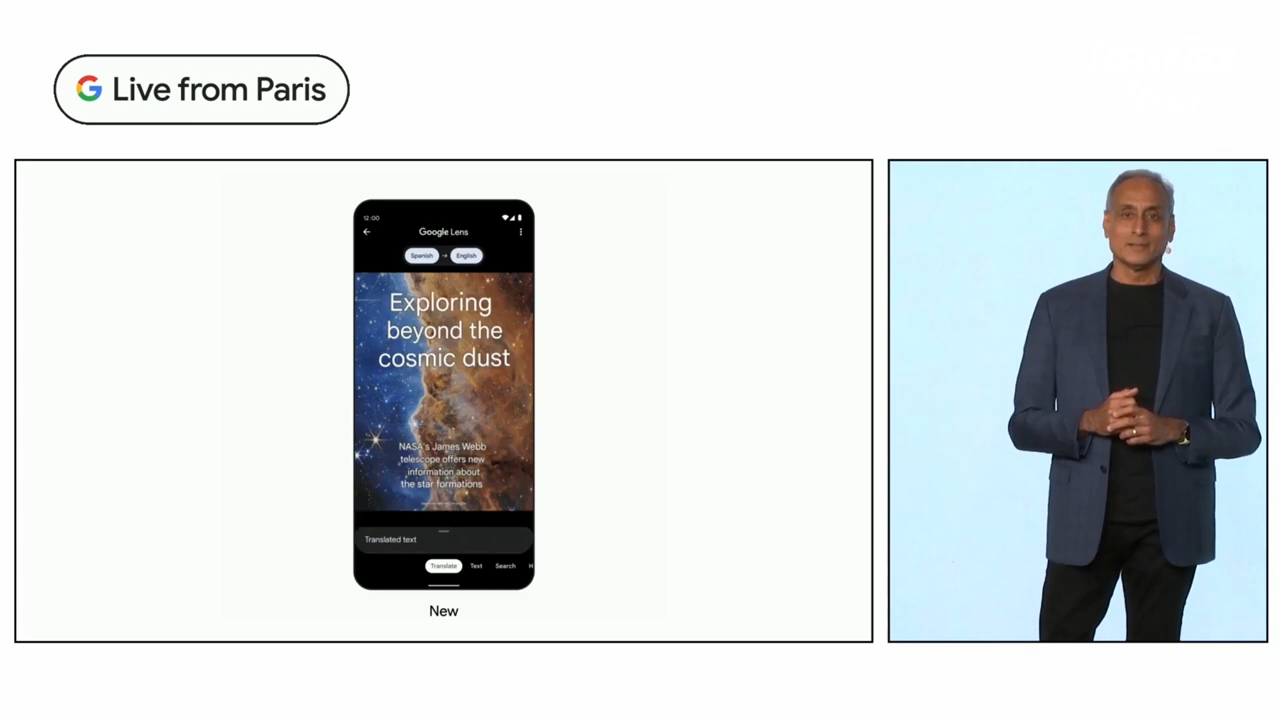 Live from Paris
12:00
Google Lens
Spanish → English
Exploring
beyond the
cosmic dust
NASA's James Webb
telescope offers new
information about
the star formations
Translated text
Translate Text Search H
New